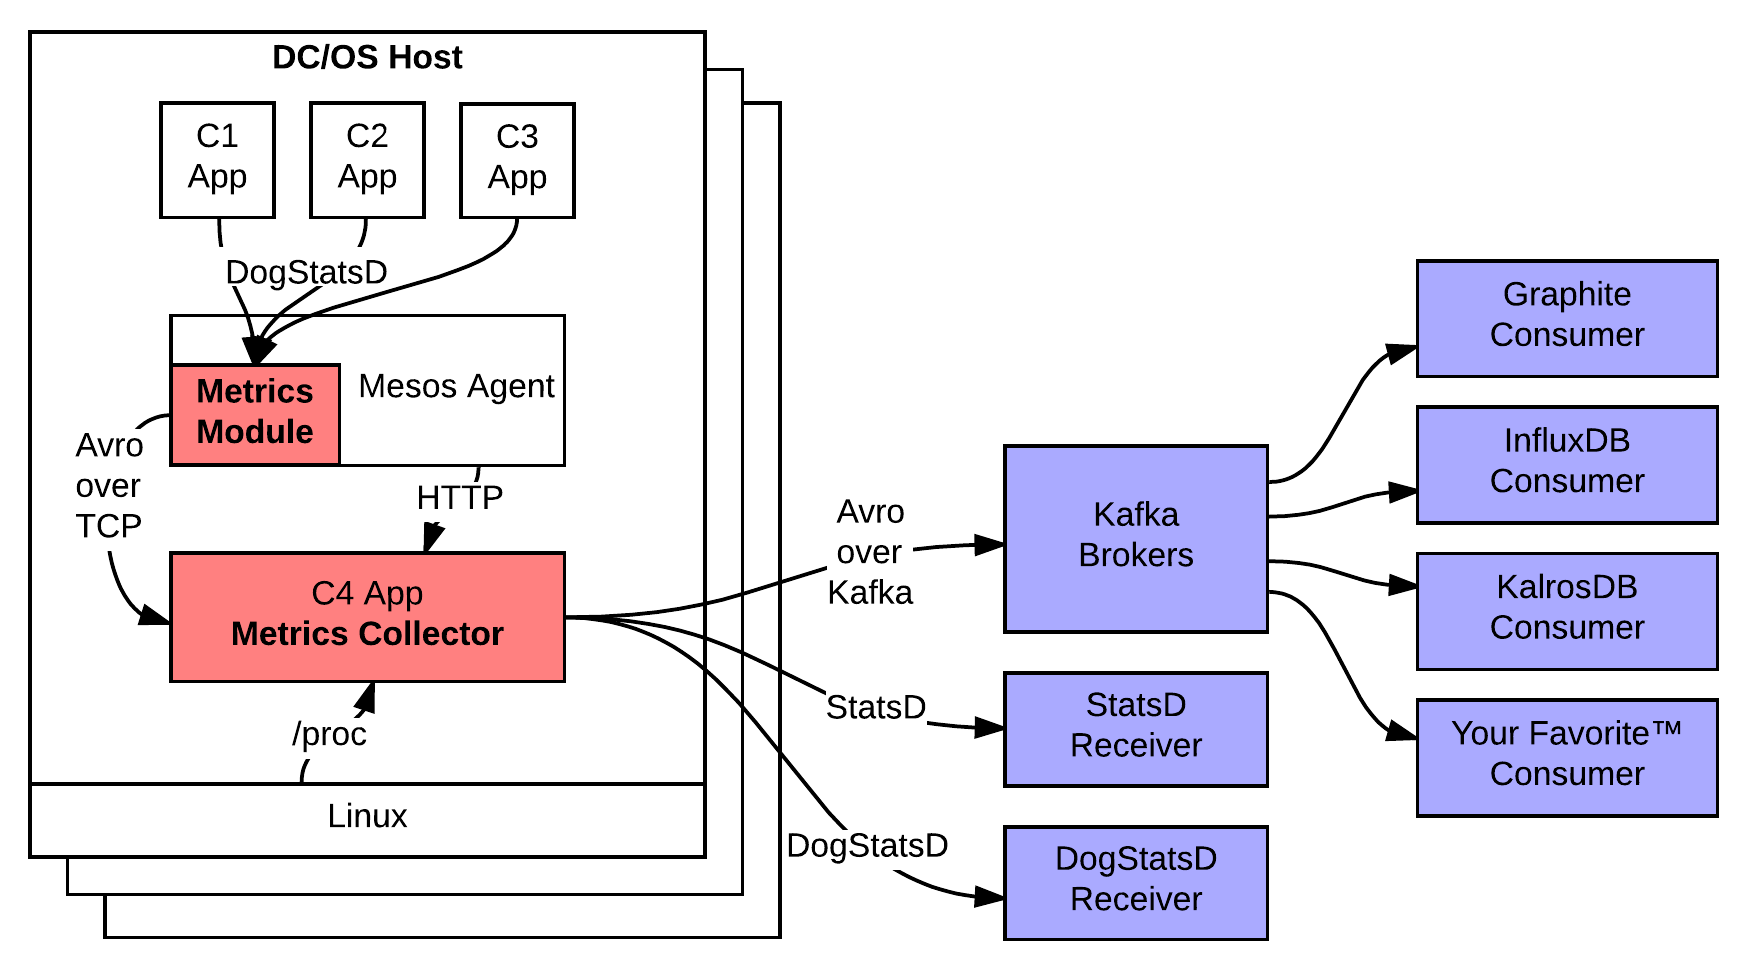 DC/OS Host
C1
App
C2
App
C3
App
DogStatsD
Metrics
Module
Mesos Agent
Avro
over
TCP
HTTP
C4 App
Metrics Collector
/proc
Linux
Avro
over
Kafka
StatsD
DogStatsD
Kafka
Brokers
StatsD
Receiver
DogStatsD
Receiver
Graphite
Consumer
InfluxDB
Consumer
KalrosDB
Consumer
Your Favorite™
Consumer